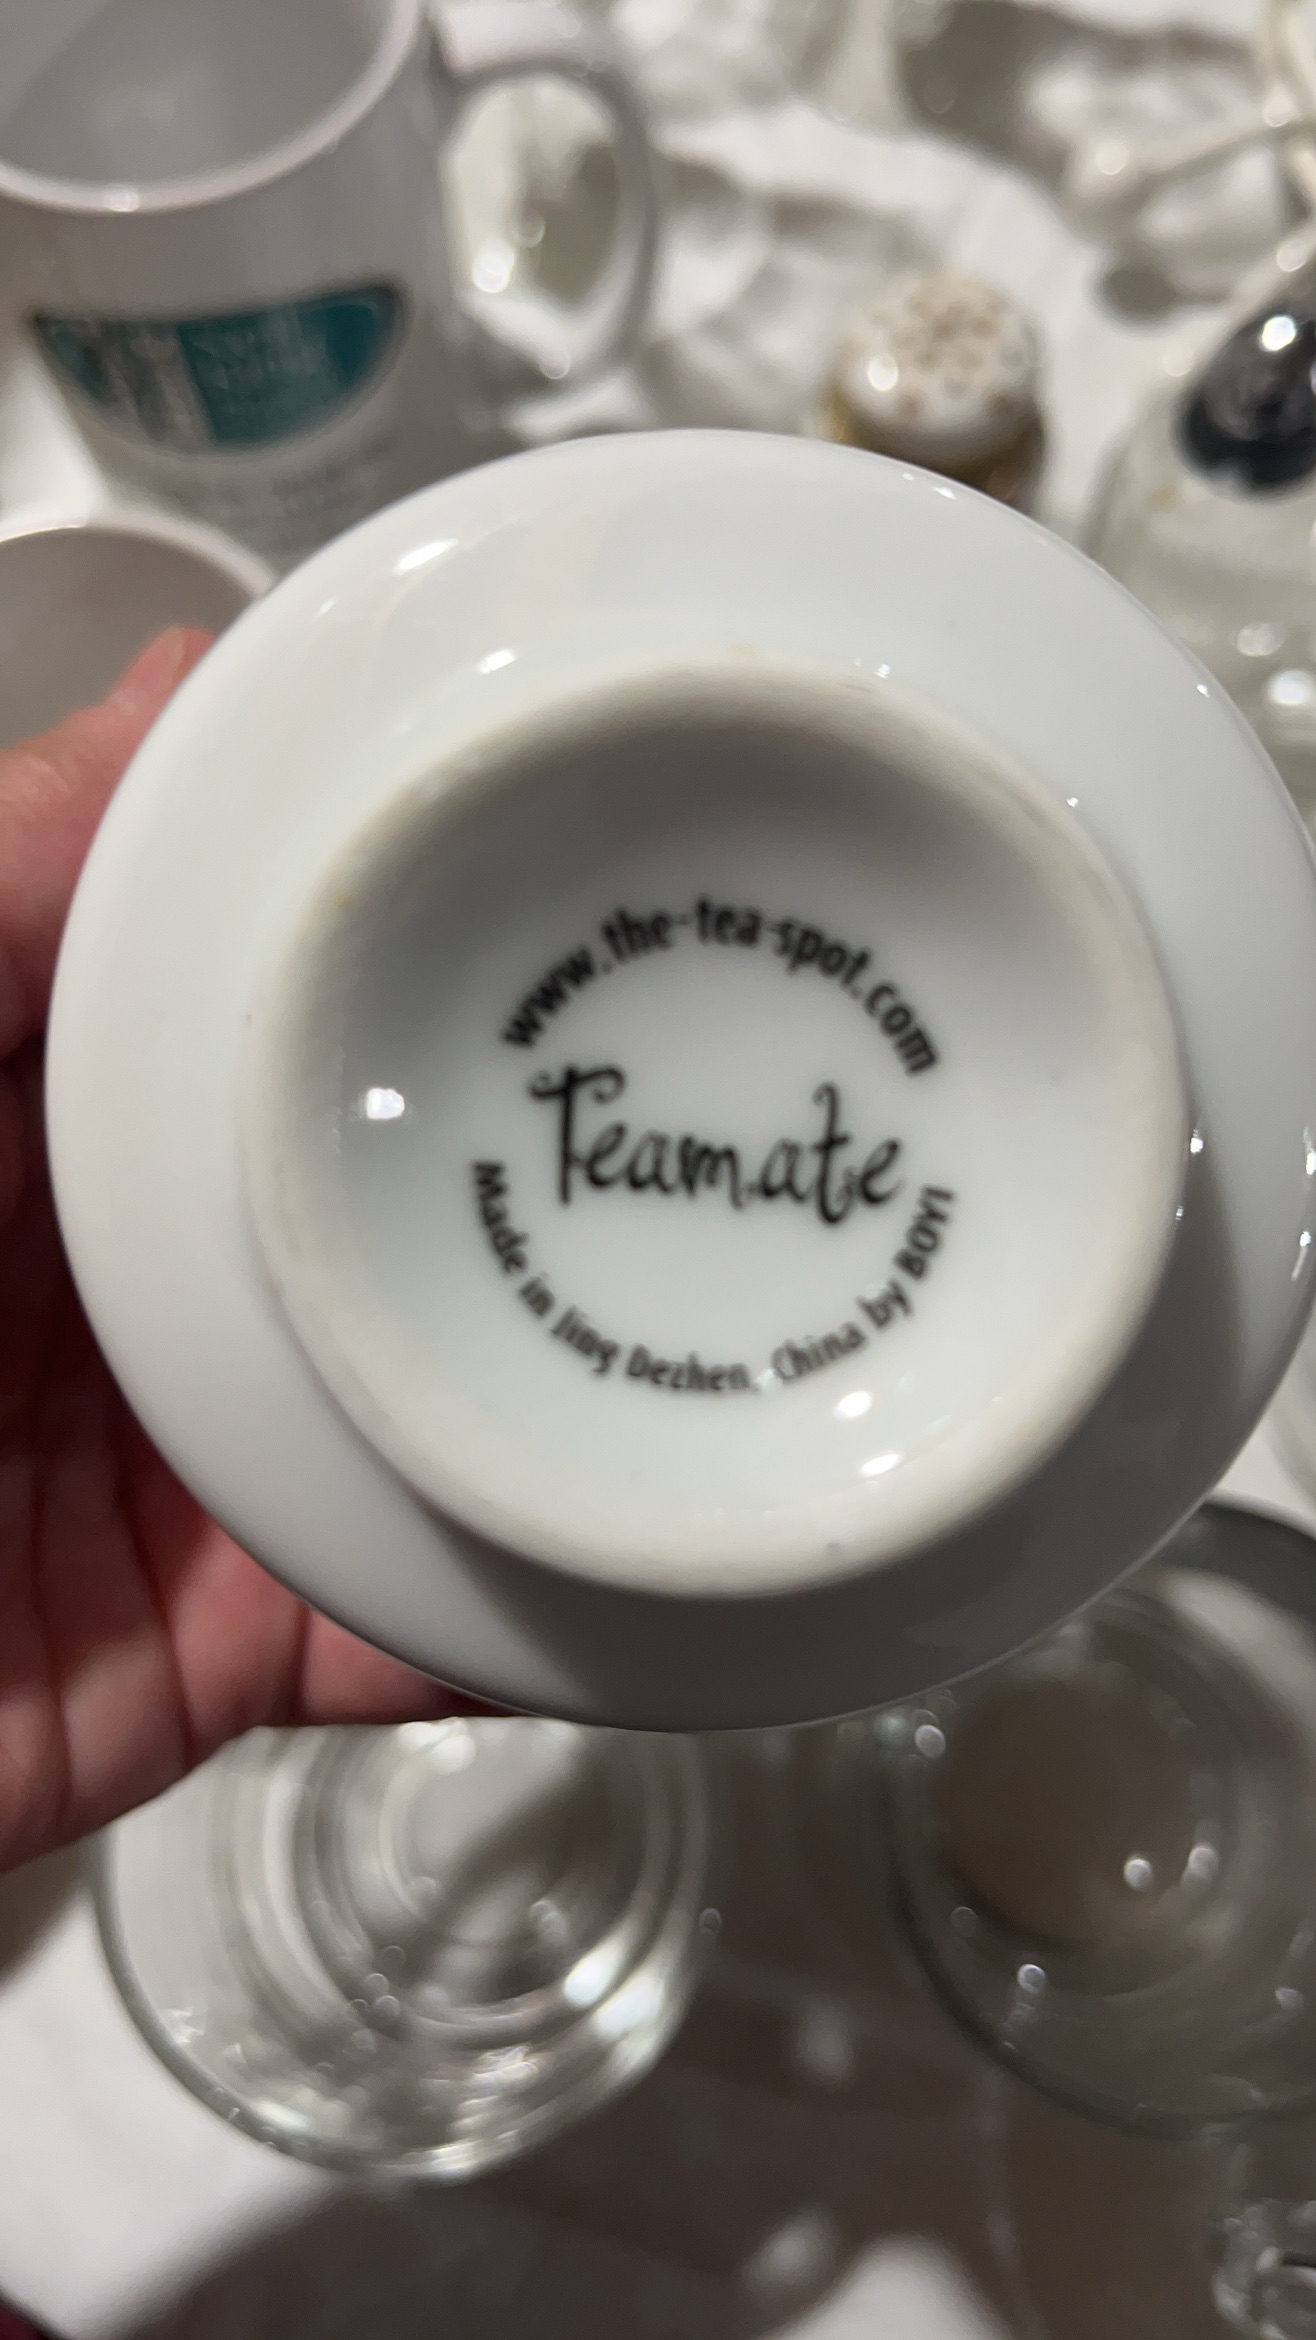 www.the-tea-spot.com
Teamate
Made in Jing Dezhen, China by BOYI